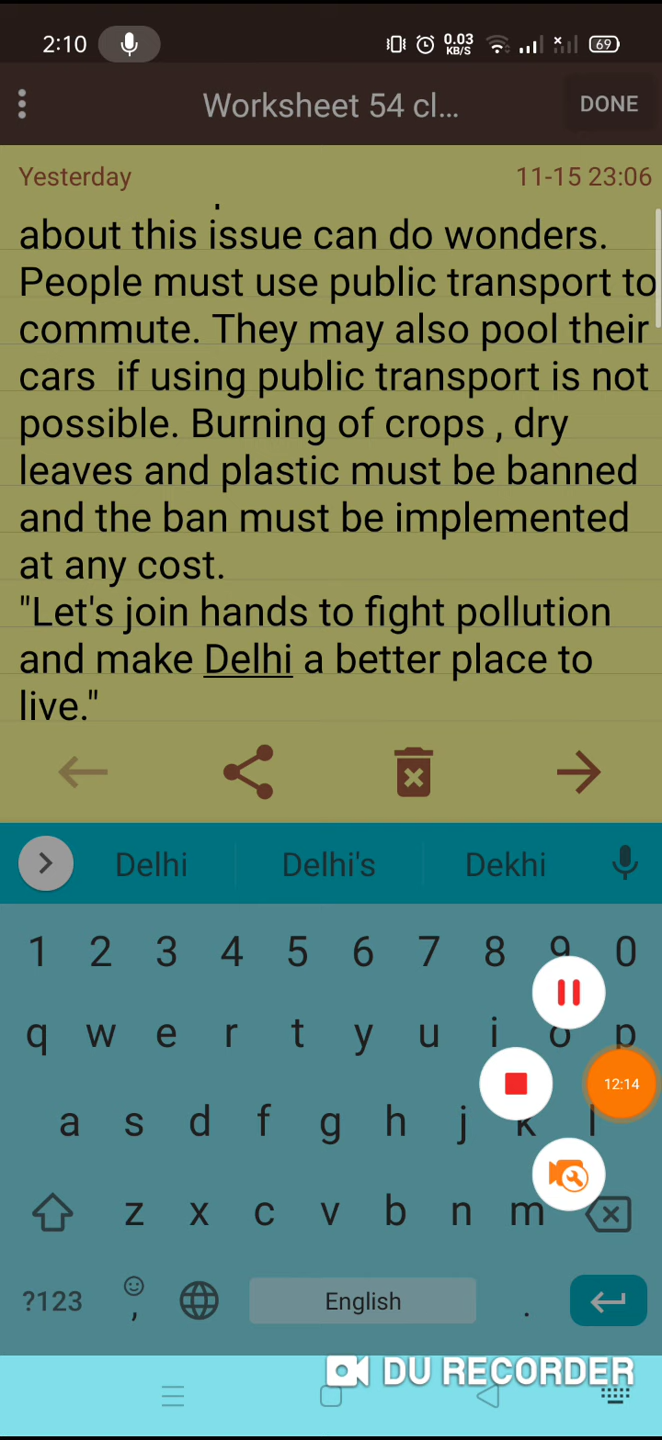 2:10 0.03 KB/S 69
Worksheet 54 cl... DONE
Yesterday 11-15 23:06
about this issue can do wonders.
People must use public transport to
commute. They may also pool their
cars  if using public transport is not
possible. Burning of crops , dry
leaves and plastic must be banned
and the ban must be implemented
at any cost.
"Let's join hands to fight pollution
and make Delhi a better place to
live."
Delhi Delhi's Dekhi
1 2 3 4 5 6 7 8 9 0
q w e r t y u i o p
a s d f g h j k l
12:14
z x c v b n m
?123 , English .
DU RECORDER